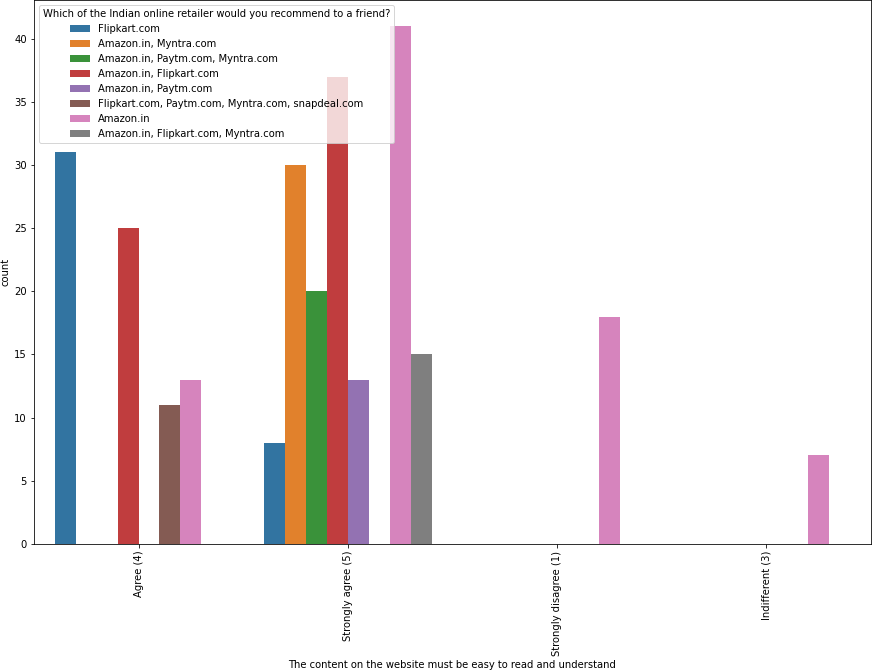 Which of the Indian online retailer would you recommend to a friend?
Flipkart.com
Amazon.in, Myntra.com
Amazon.in, Paytm.com, Myntra.com
Amazon.in, Flipkart.com
Amazon.in, Paytm.com
Flipkart.com, Paytm.com, Myntra.com, snapdeal.com
Amazon.in
Amazon.in, Flipkart.com, Myntra.com
40
35
30
25
20
15
10
5
0
count
Agree (4)
Strongly agree (5)
Strongly disagree (1)
Indifferent (3)
The content on the website must be easy to read and understand